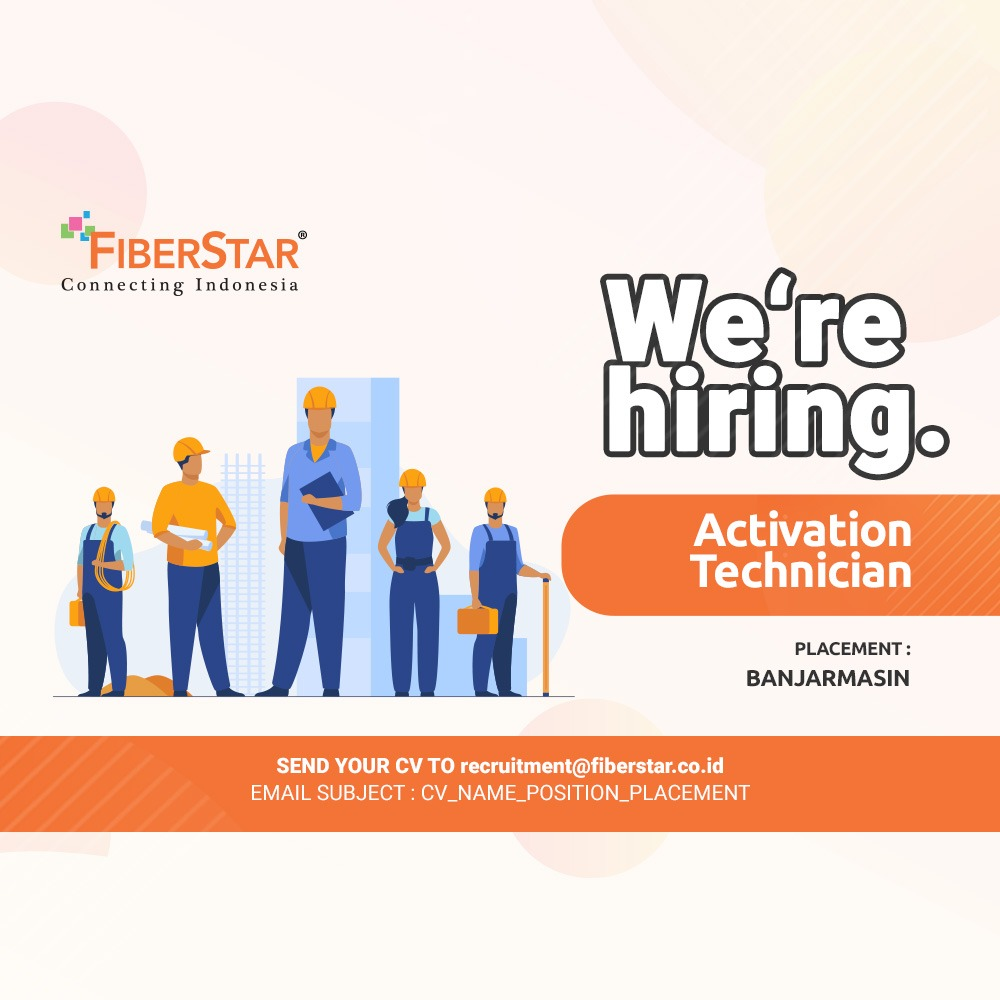 FIBERSTAR®
Connecting Indonesia
We‘re
hiring.
Activation
Technician
PLACEMENT :
BANJARMASIN
SEND YOUR CV TO recruitment@fiberstar.co.id
EMAIL SUBJECT : CV_NAME_POSITION_PLACEMENT